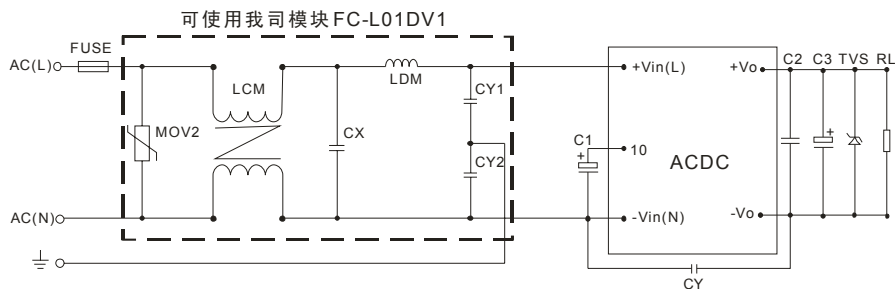 可使用我司模块FC-L01DV1
FUSE
AC(L)
LCM
LDM
MOV2
CX
CY1
CY2
AC(N)
C1
+Vin(L)
10
-Vin(N)
ACDC
+Vo
-Vo
C2
C3
TVS
RL
+
+
CY